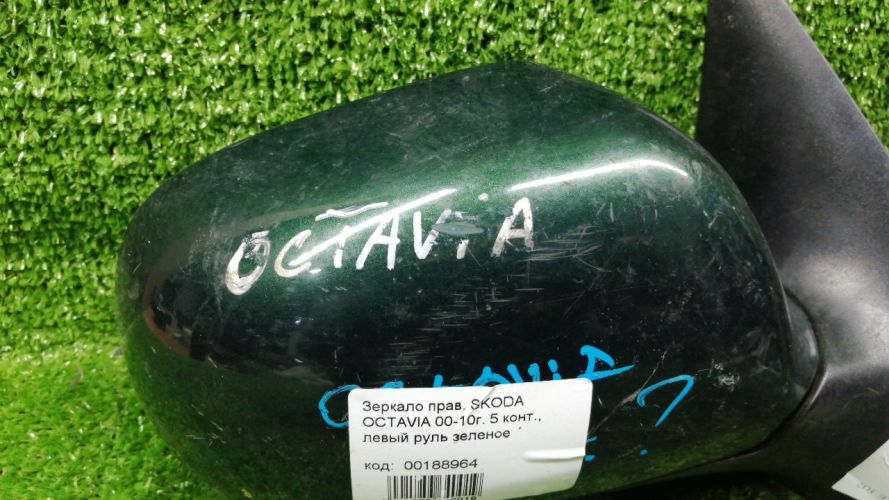 OCTAVIA
Зеркало прав. SKODA
OCTAVIA 00-10г. 5 конт.,
левый руль зеленое
код: 00188964